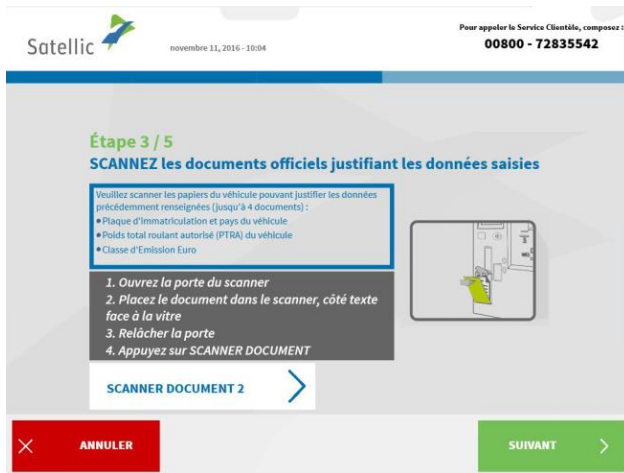 Satellic
novembre 11, 2016 - 10:04
Pour appeler le Service Clientèle, composez :
00800 - 72835542
Étape 3 / 5
SCANNEZ les documents officiels justifiant les données saisies
Veuillez scanner les papiers du véhicule pouvant justifier les données
précédemment renseignées (jusqu'à 4 documents) :
•Plaque d'immatriculation et pays du véhicule
•Poids total roulant autorisé (PTRA) du véhicule
•Classe d'Emission Euro
1. Ouvrez la porte du scanner
2. Placez le document dans le scanner, côté texte
face à la vitre
3. Relâcher la porte
4. Appuyez sur SCANNER DOCUMENT
SCANNER DOCUMENT 2
ANNULER
SUIVANT